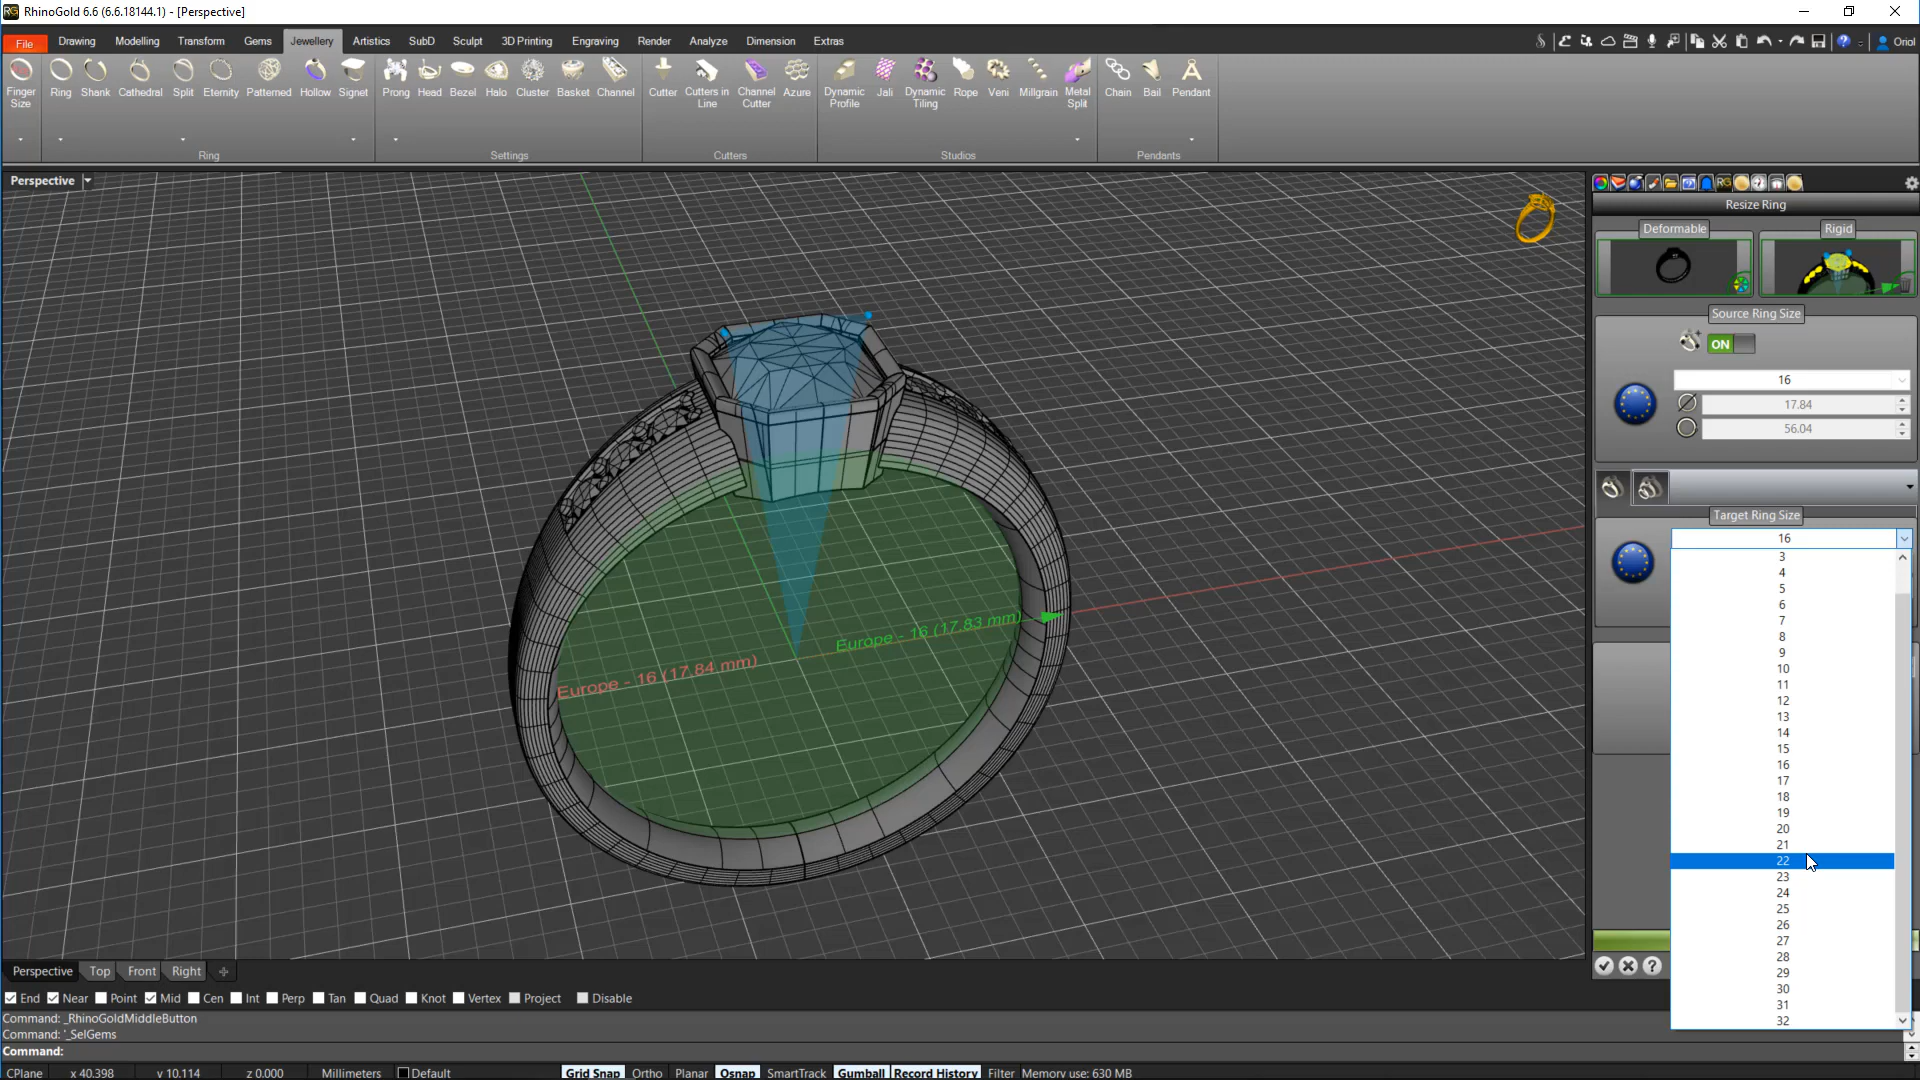 RhinoGold 6.6 (6.6.18144.1) - [Perspective]
File Drawing Modelling Transform Gems Jewellery Artistics SubD Sculpt 3D Printing Engraving Render Analyze Dimension Extras
Oriol
Finger Size
Ring Shank Cathedral Split Eternity Patterned Hollow Signet
Prong Head Bezel Halo Cluster Basket Channel
Cutter Cutters in Line Channel Cutter Azure
Dynamic Profile Jali Dynamic Tiling Rope Veni Millgrain Metal Split
Chain Bail Pendant
Ring Settings Cutters Studios Pendants
Perspective
Resize Ring
Deformable Rigid
Source Ring Size
ON
16
17.84
56.04
Target Ring Size
16
3
4
5
6
7
8
9
10
11
12
13
14
15
16
17
18
19
20
21
22
23
24
25
26
27
28
29
30
31
32
Europe - 16 (17.83 mm)
Europe - 16 (17.84 mm)
Perspective Top Front Right
End Near Point Mid Cen Int Perp Tan Quad Knot Vertex Project Disable
Command: _RhinoGoldMiddleButton
Command: '_SelGems
Command:
CPlane x 40.398 y 10.114 z 0.000 Millimeters Default Grid Snap Ortho Planar Osnap SmartTrack Gumball Record History Filter Memory use: 630 MB